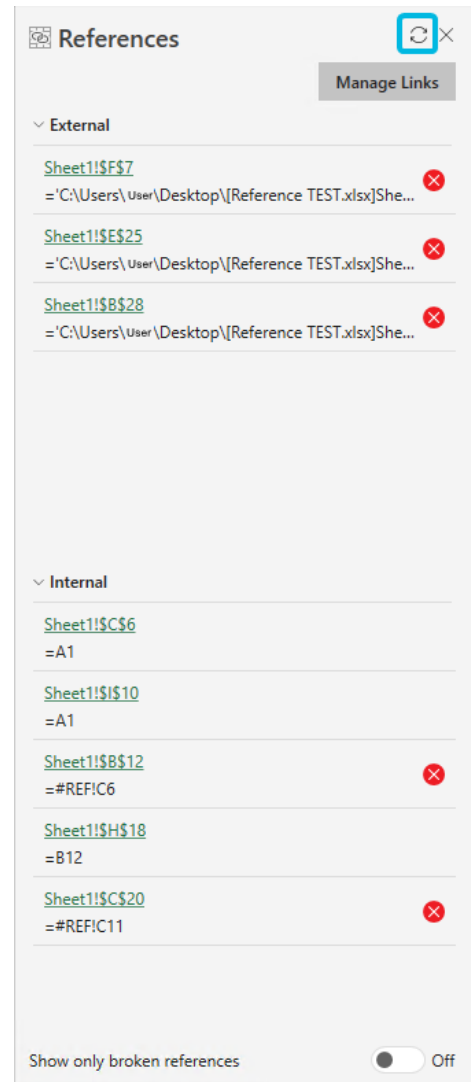 References
Manage Links
External
Sheet1!$F$7
='C:\Users\User\Desktop\[Reference TEST.xlsx]She...
Sheet1!$E$25
='C:\Users\User\Desktop\[Reference TEST.xlsx]She...
Sheet1!$B$28
='C:\Users\User\Desktop\[Reference TEST.xlsx]She...
Internal
Sheet1!$C$6
=A1
Sheet1!$I$10
=A1
Sheet1!$B$12
=#REF!C6
Sheet1!$H$18
=B12
Sheet1!$C$20
=#REF!C11
Show only broken references Off